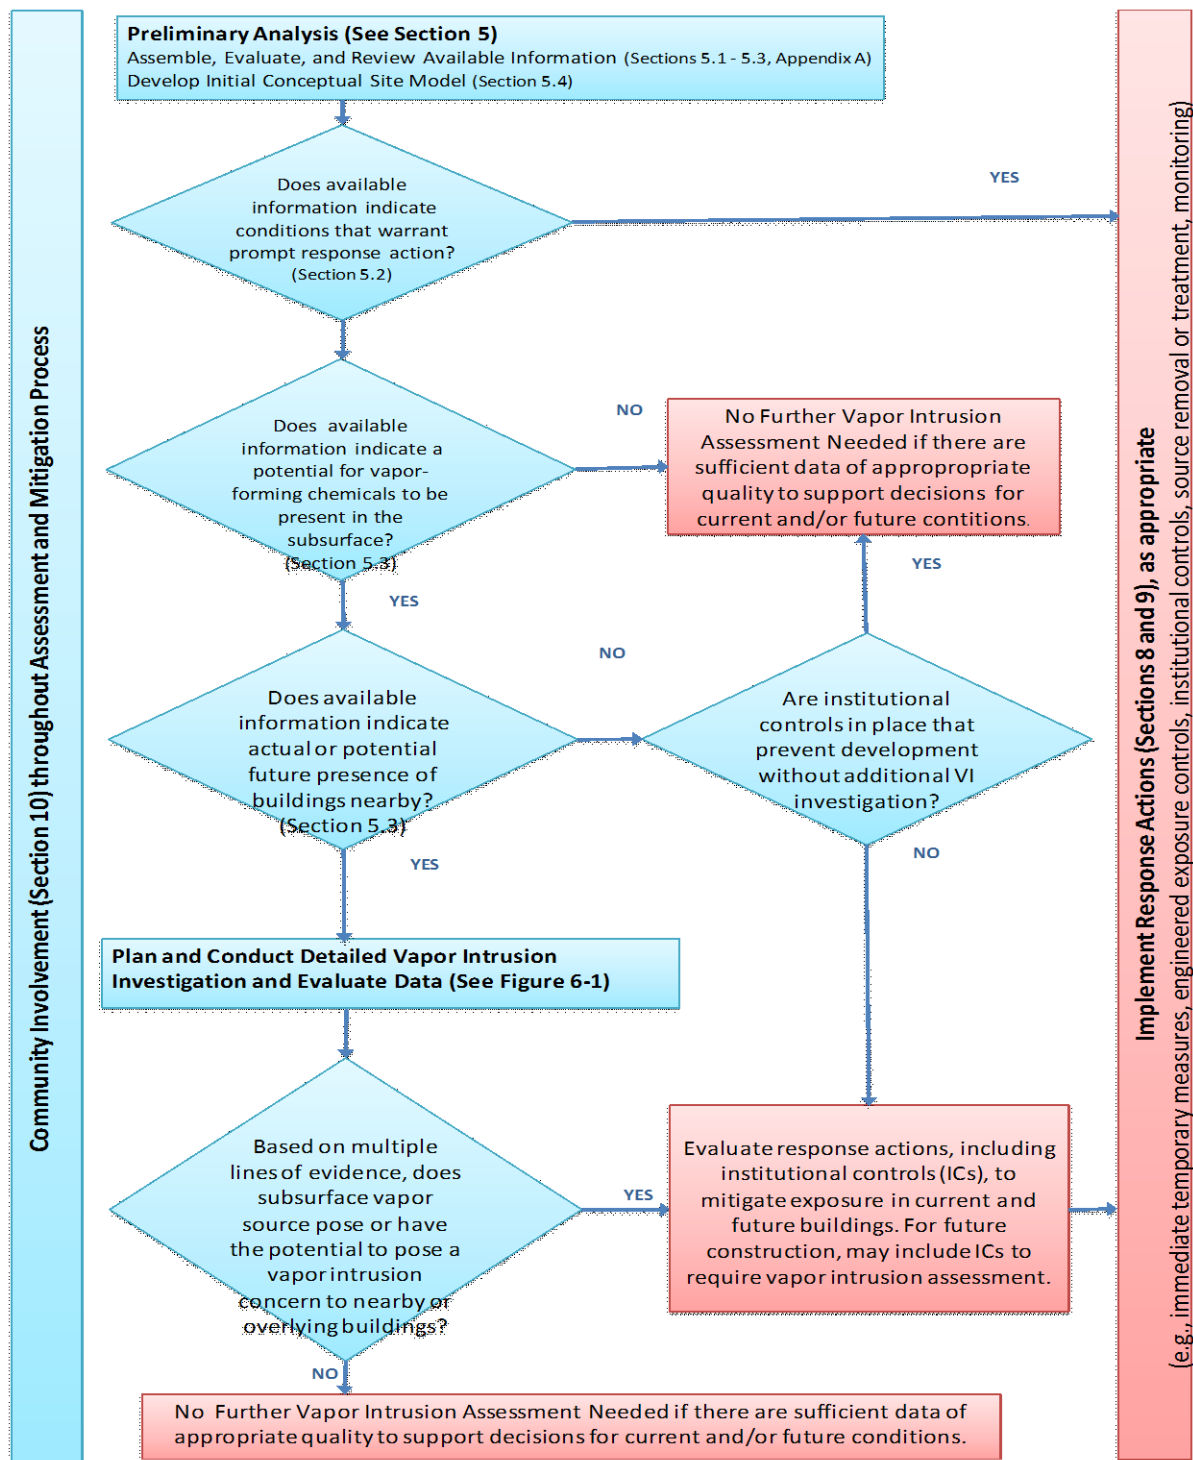 Community Involvement (Section 10) throughout Assessment and Mitigation Process
Preliminary Analysis (See Section 5)
Assemble, Evaluate, and Review Available Information (Sections 5.1 - 5.3, Appendix A)
Develop Initial Conceptual Site Model (Section 5.4)
Does available
information indicate
conditions that warrant
prompt response action?
(Section 5.2)
YES
Does available
information indicate a
potential for vapor-
forming chemicals to be
present in the
subsurface?
(Section 5.3)
NO
No Further Vapor Intrusion
Assessment Needed if there are
sufficient data of appropropriate
quality to support decisions for
current and/or future contitions.
YES
YES
Does available
information indicate
actual or potential
future presence of
buildings nearby?
(Section 5.3)
NO
Are institutional
controls in place that
prevent development
without additional VI
investigation?
YES
NO
Plan and Conduct Detailed Vapor Intrusion
Investigation and Evaluate Data (See Figure 6-1)
Based on multiple
lines of evidence, does
subsurface vapor
source pose or have
the potential to pose a
vapor intrusion
concern to nearby or
overlying buildings?
YES
Evaluate response actions, including
institutional controls (ICs), to
mitigate exposure in current and
future buildings. For future
construction, may include ICs to
require vapor intrusion assessment.
NO
No Further Vapor Intrusion Assessment Needed if there are sufficient data of
appropriate quality to support decisions for current and/or future conditions.
Implement Response Actions (Sections 8 and 9), as appropriate
(e.g., immediate temporary measures, engineered exposure controls, institutional controls, source removal or treatment, monitoring)